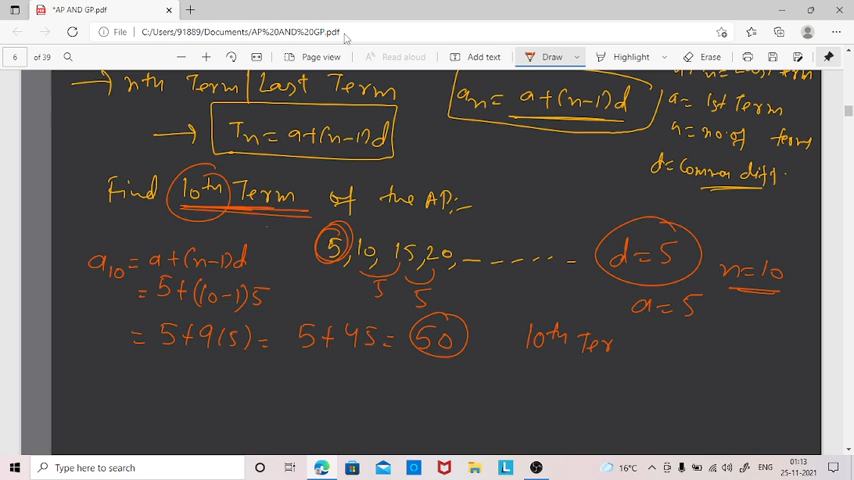 *AP AND GP.pdf
File C:/Users/91889/Documents/AP%20AND%20GP.pdf
6 of 39 Page view Read aloud Add text Draw Highlight Erase
→ nth Term | Last Term
an = a+(n-1)d
a = 1st Term
→ Tn = a+(n-1)d
n = no. of terms
d = Common diff.
Find 10th Term of the AP:-
5, 10, 15, 20, — - - - - -
5 5
d = 5
n = 10
a = 5
a10 = a+(n-1)d
= 5+(10-1)5
= 5+9(5) = 5+45 = 50 10th Ter
Type here to search
16°C ENG 01:13
25-11-2021